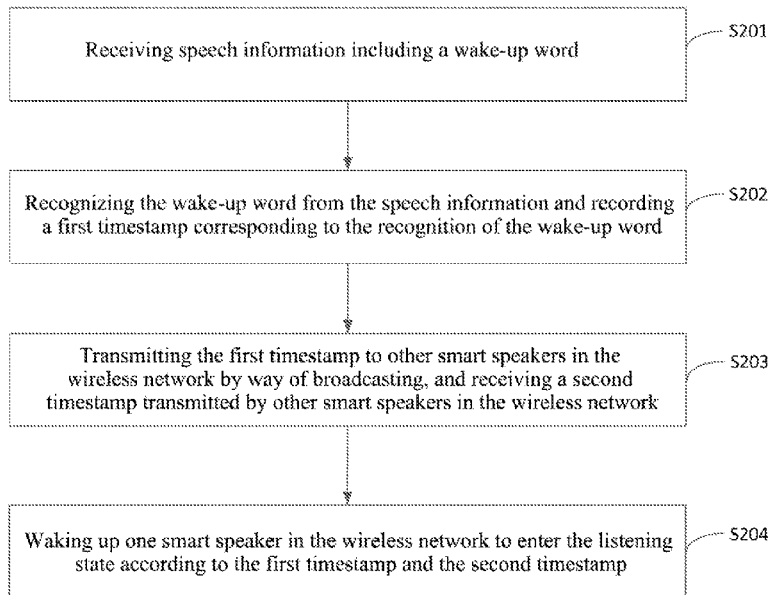 Receiving speech information including a wake-up word
S201
Recognizing the wake-up word from the speech information and recording
a first timestamp corresponding to the recognition of the wake-up word
S202
Transmitting the first timestamp to other smart speakers in the
wireless network by way of broadcasting, and receiving a second
timestamp transmitted by other smart speakers in the wireless network
S203
Waking up one smart speaker in the wireless network to enter the listening
state according to the first timestamp and the second timestamp
S204